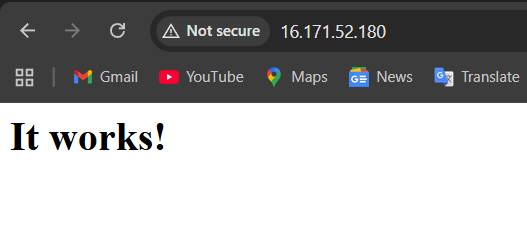 Not secure 16.171.52.180
Gmail YouTube Maps News Translate
It works!